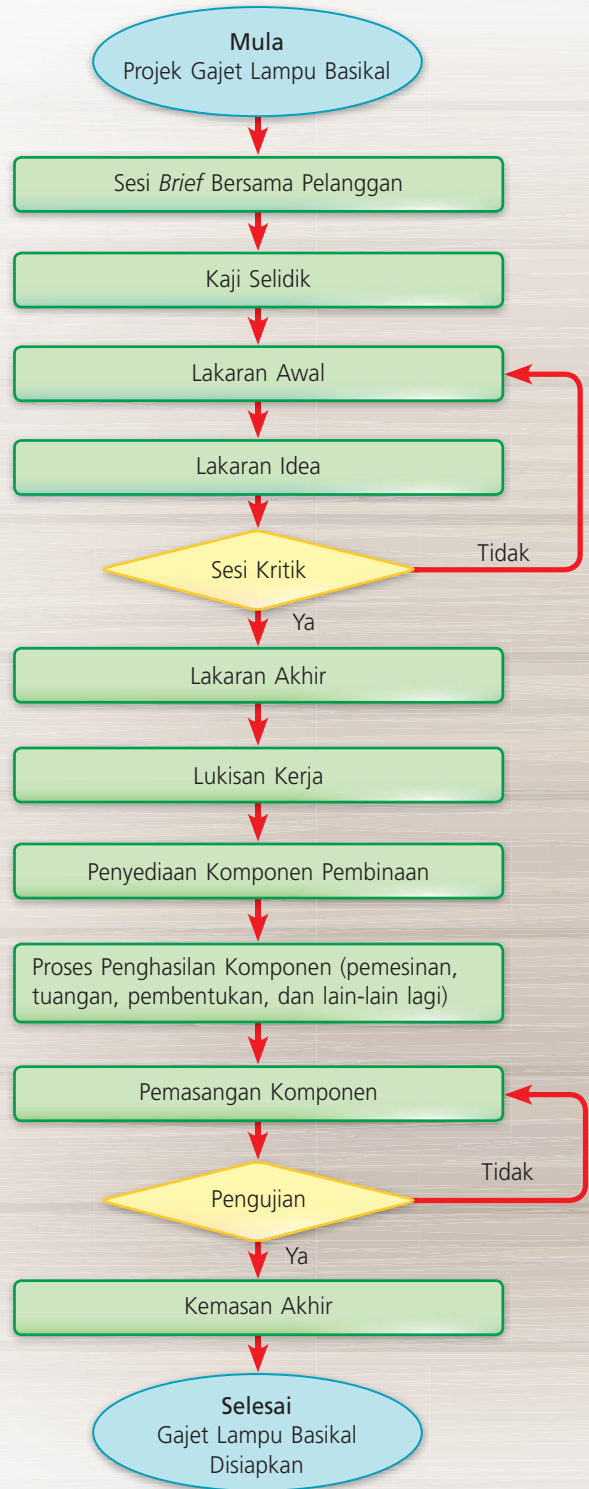 Mula
Projek Gajet Lampu Basikal
Sesi Brief Bersama Pelanggan
Kaji Selidik
Lakaran Awal
Lakaran Idea
Sesi Kritik
Tidak
Ya
Lakaran Akhir
Lukisan Kerja
Penyediaan Komponen Pembinaan
Proses Penghasilan Komponen (pemesinan,
tuangan, pembentukan, dan lain-lain lagi)
Pemasangan Komponen
Tidak
Pengujian
Ya
Kemasan Akhir
Selesai
Gajet Lampu Basikal
Disiapkan